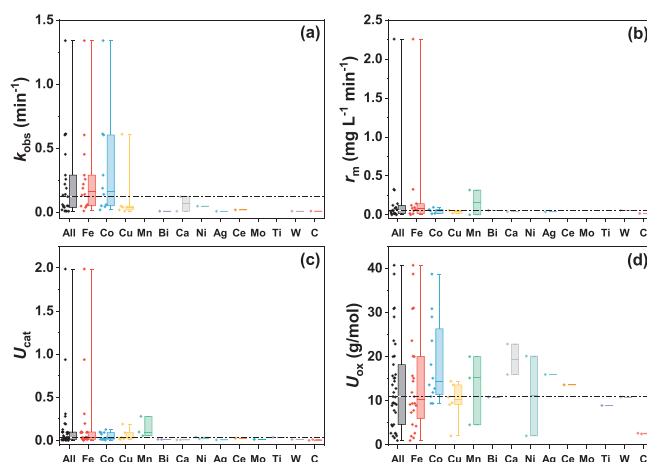 (a)
k_obs (min⁻¹)
1.5
1.0
0.5
0.0
All Fe Co Cu Mn Bi Ca Ni Ag Ce Mo Ti W C
(b)
r_m (mg L⁻¹ min⁻¹)
2.5
2.0
1.5
1.0
0.5
0.0
All Fe Co Cu Mn Bi Ca Ni Ag Ce Mo Ti W C
(c)
U_cat
2.0
1.5
1.0
0.5
0.0
All Fe Co Cu Mn Bi Ca Ni Ag Ce Mo Ti W C
(d)
U_ox (g/mol)
40
30
20
10
0
All Fe Co Cu Mn Bi Ca Ni Ag Ce Mo Ti W C